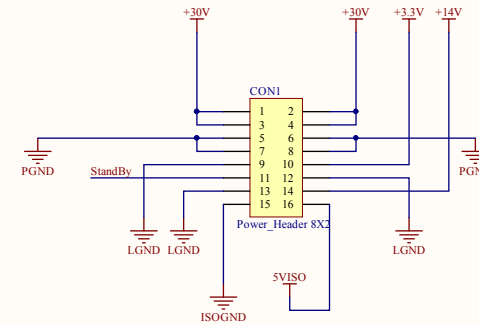 +30V +30V +3.3V +14V
CON1
1 2
3 4
5 6
7 8
PGND PGN
9 10
StandBy 11 12
13 14
15 16
Power_Header 8X2
LGND LGND LGND
5VISO
ISOGND